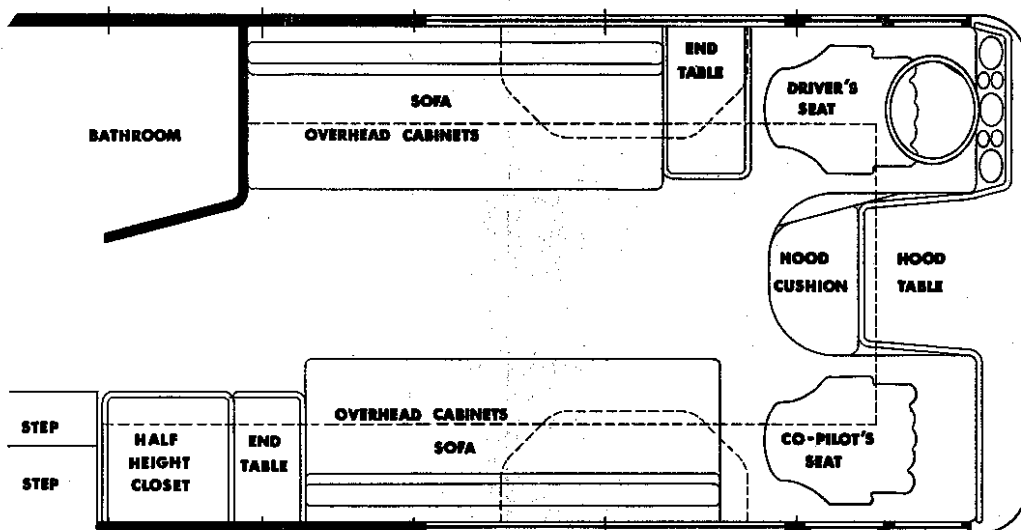 END
TABLE
DRIVER'S
SEAT
SOFA
BATHROOM
OVERHEAD CABINETS
HOOD
CUSHION
HOOD
TABLE
OVERHEAD CABINETS
SOFA
STEP
STEP
HALF
HEIGHT
CLOSET
END
TABLE
CO-PILOT'S
SEAT